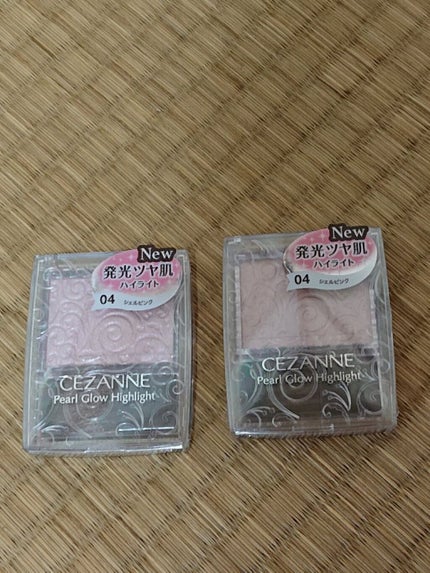 New
発光ツヤ肌
ハイライト
04 シェルピンク
CEZANNE
Pearl Glow Highlight
New
発光ツヤ肌
ハイライト
04 シェルピンク
CEZANNE
Pearl Glow Highlight